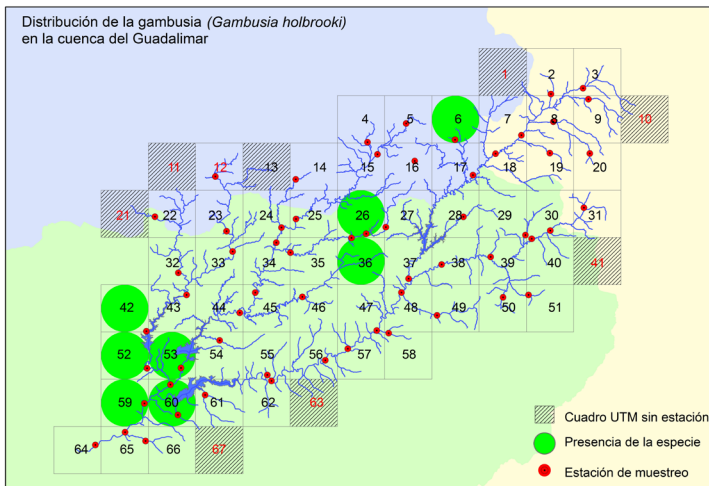 Distribución de la gambusia (Gambusia holbrooki)
en la cuenca del Guadalimar
1 2 3
4 5 6 7 8 9 10
11 12 13 14 15 16 17 18 19 20
21 22 23 24 25 26 27 28 29 30 31
32 33 34 35 36 37 38 39 40 41
42 43 44 45 46 47 48 49 50 51
52 53 54 55 56 57 58
59 60 61 62 63
64 65 66 67
Cuadro UTM sin estación
Presencia de la especie
Estación de muestreo